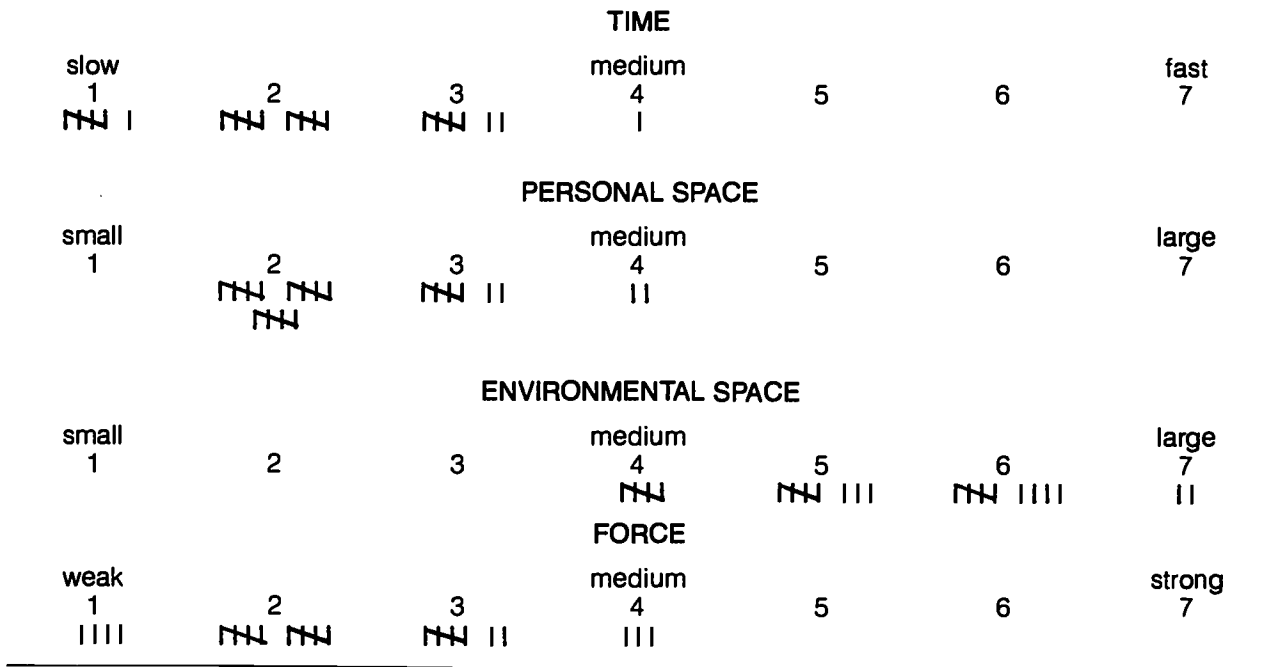 TIME
slow medium fast
1 2 3 4 5 6 7
𝍸 | 𝍸 𝍸 𝍸 || |
PERSONAL SPACE
small medium large
1 2 3 4 5 6 7
𝍸 𝍸 𝍸 || ||
𝍸
ENVIRONMENTAL SPACE
small medium large
1 2 3 4 5 6 7
𝍸 𝍸 ||| 𝍸 |||| ||
FORCE
weak medium strong
1 2 3 4 5 6 7
|||| 𝍸 𝍸 𝍸 || |||